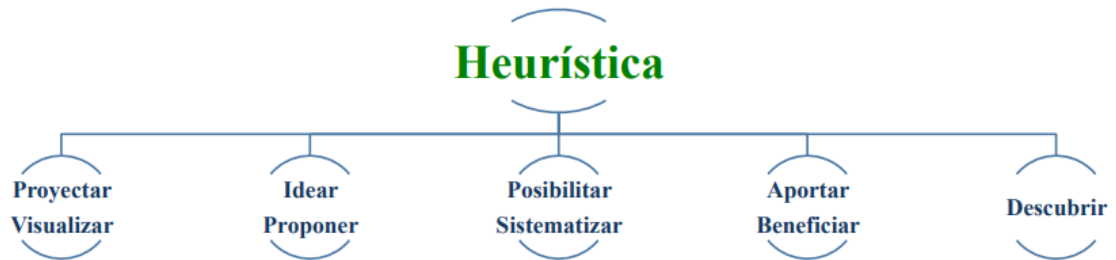 Heurística
Proyectar
Visualizar
Idear
Proponer
Posibilitar
Sistematizar
Aportar
Beneficiar
Descubrir